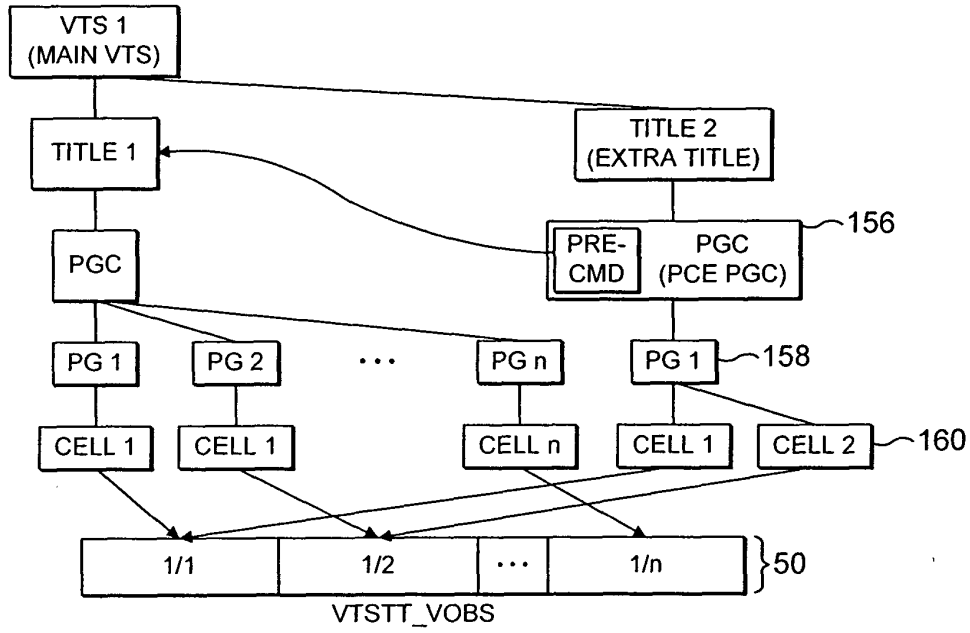 VTS 1
(MAIN VTS)
TITLE 1
TITLE 2
(EXTRA TITLE)
156
PGC
PRE-
CMD
PGC
(PCE PGC)
PG 1
PG 2
...
PG n
PG 1
158
CELL 1
CELL 1
CELL n
CELL 1
CELL 2
160
1/1
1/2
...
1/n
50
VTSTT_VOBS